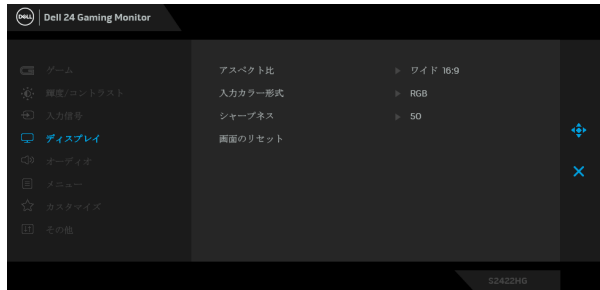 DELL Dell 24 Gaming Monitor
ゲーム
輝度/コントラスト
入力信号
ディスプレイ
オーディオ
メニュー
カスタマイズ
その他
アスペクト比 ワイド 16:9
入力カラー形式 RGB
シャープネス 50
画面のリセット
S2422HG